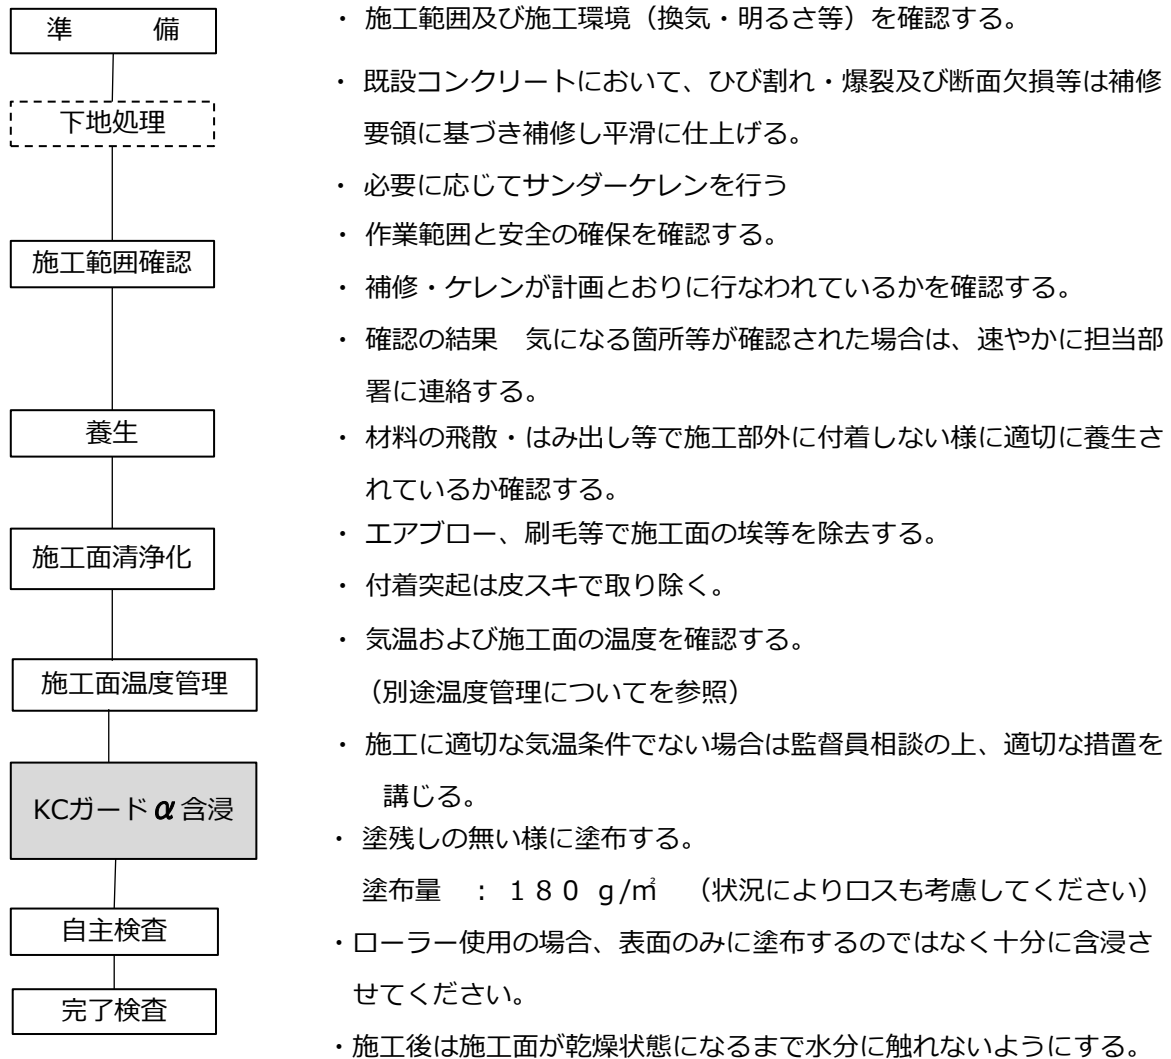 準　　備
・ 施工範囲及び施工環境（換気・明るさ等）を確認する。
下地処理
・ 既設コンクリートにおいて、ひび割れ・爆裂及び断面欠損等は補修
要領に基づき補修し平滑に仕上げる。
・ 必要に応じてサンダーケレンを行う
施工範囲確認
・ 作業範囲と安全の確保を確認する。
・ 補修・ケレンが計画とおりに行なわれているかを確認する。
・ 確認の結果　気になる箇所等が確認された場合は、速やかに担当部
署に連絡する。
養生
・ 材料の飛散・はみ出し等で施工部外に付着しない様に適切に養生さ
れているか確認する。
施工面清浄化
・ エアブロー、刷毛等で施工面の埃等を除去する。
・ 付着突起は皮スキで取り除く。
施工面温度管理
・ 気温および施工面の温度を確認する。
（別途温度管理についてを参照）
・ 施工に適切な気温条件でない場合は監督員相談の上、適切な措置を
講じる。
KCガードα含浸
・ 塗残しの無い様に塗布する。
塗布量　：１８０ g/㎡　（状況によりロスも考慮してください）
・ローラー使用の場合、表面のみに塗布するのではなく十分に含浸さ
せてください。
自主検査
完了検査
・施工後は施工面が乾燥状態になるまで水分に触れないようにする。